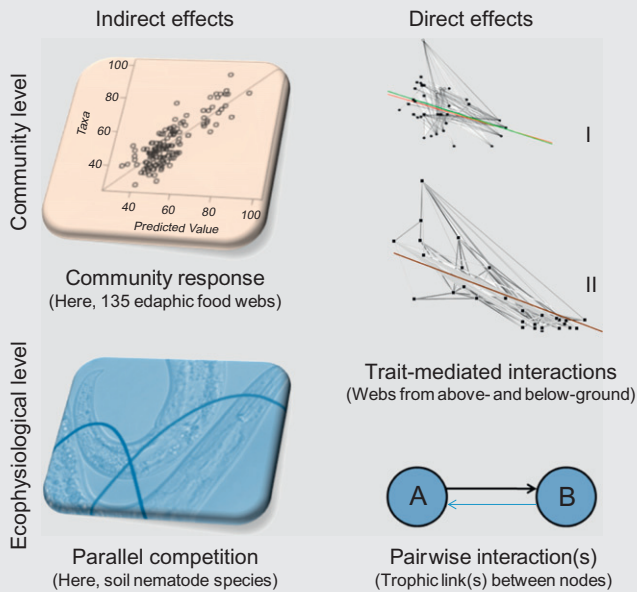 Indirect effects
Direct effects
Community level
Taxa
100
80
60
40
40
60
80
100
Predicted Value
Community response
(Here, 135 edaphic food webs)
I
II
Trait-mediated interactions
(Webs from above- and below-ground)
Ecophysiological level
Parallel competition
(Here, soil nematode species)
A
B
Pairwise interaction(s)
(Trophic link(s) between nodes)